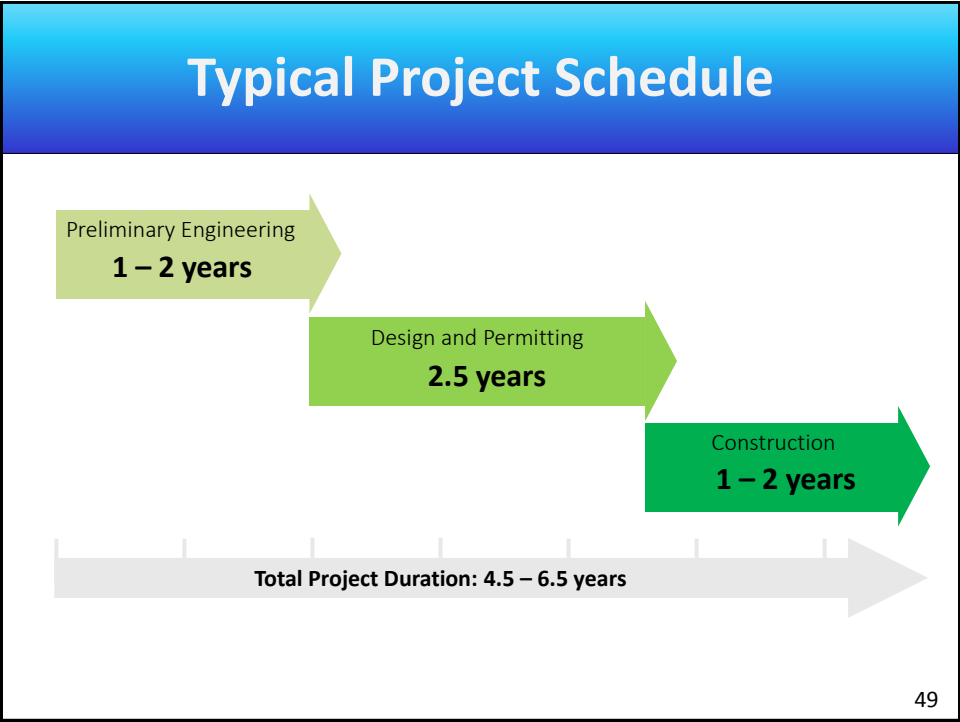 Typical Project Schedule
Preliminary Engineering
1 – 2 years
Design and Permitting
2.5 years
Construction
1 – 2 years
Total Project Duration: 4.5 – 6.5 years
49